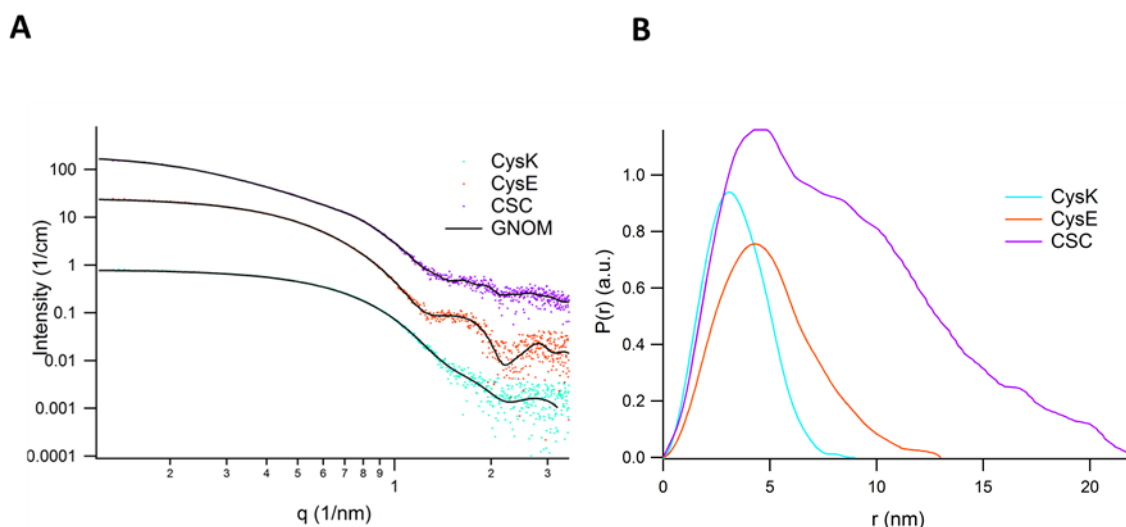 A
B
Intensity (1/cm)
100
10
1
0.1
0.01
0.001
0.0001
2
3
4
5
6
7
8
9
1
2
3
q (1/nm)
CysK
CysE
CSC
GNOM
P(r) (a.u.)
1.0
0.8
0.6
0.4
0.2
0.0
0
5
10
15
20
r (nm)
CysK
CysE
CSC